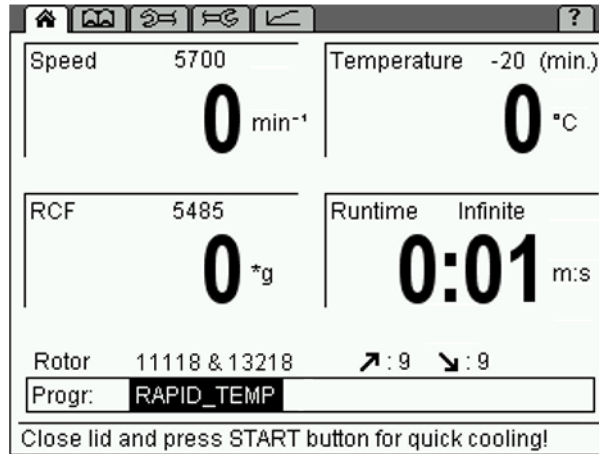 ?
Speed 5700
0 min⁻¹
Temperature -20 (min.)
0 °C
RCF 5485
0 *g
Runtime Infinite
0:01 m:s
Rotor 11118 & 13218 ↗ : 9 ↘ : 9
Progr: RAPID_TEMP
Close lid and press START button for quick cooling!